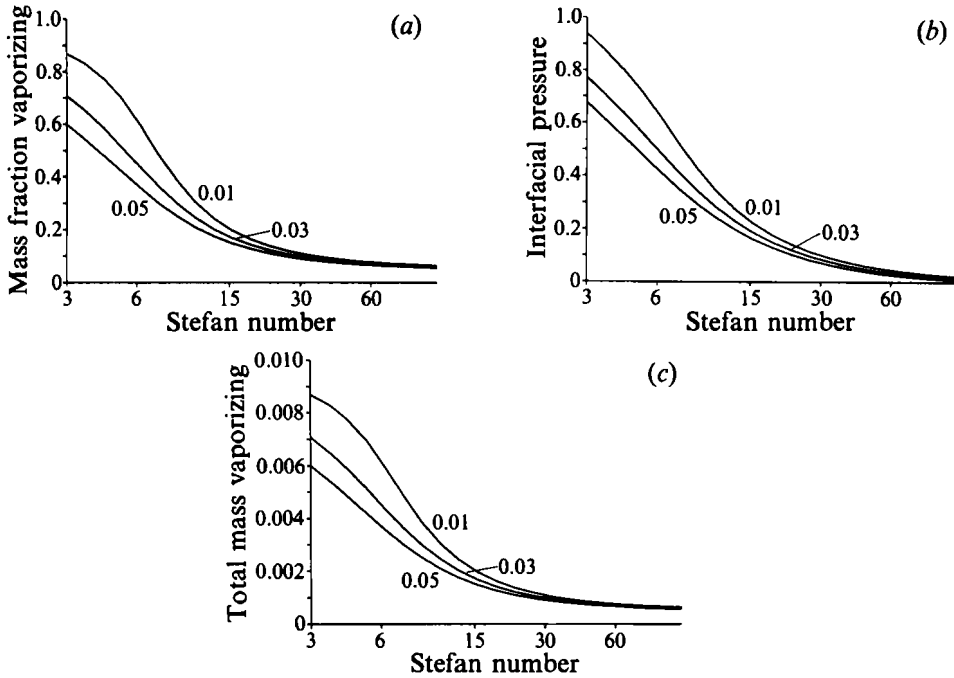 (a)
Mass fraction vaporizing
1.0
0.8
0.6
0.4
0.2
0
0.01
0.03
0.05
3 6 15 30 60
Stefan number
(b)
Interfacial pressure
1.0
0.8
0.6
0.4
0.2
0
0.01
0.03
0.05
3 6 15 30 60
Stefan number
(c)
Total mass vaporizing
0.010
0.008
0.006
0.004
0.002
0
0.01
0.03
0.05
3 6 15 30 60
Stefan number